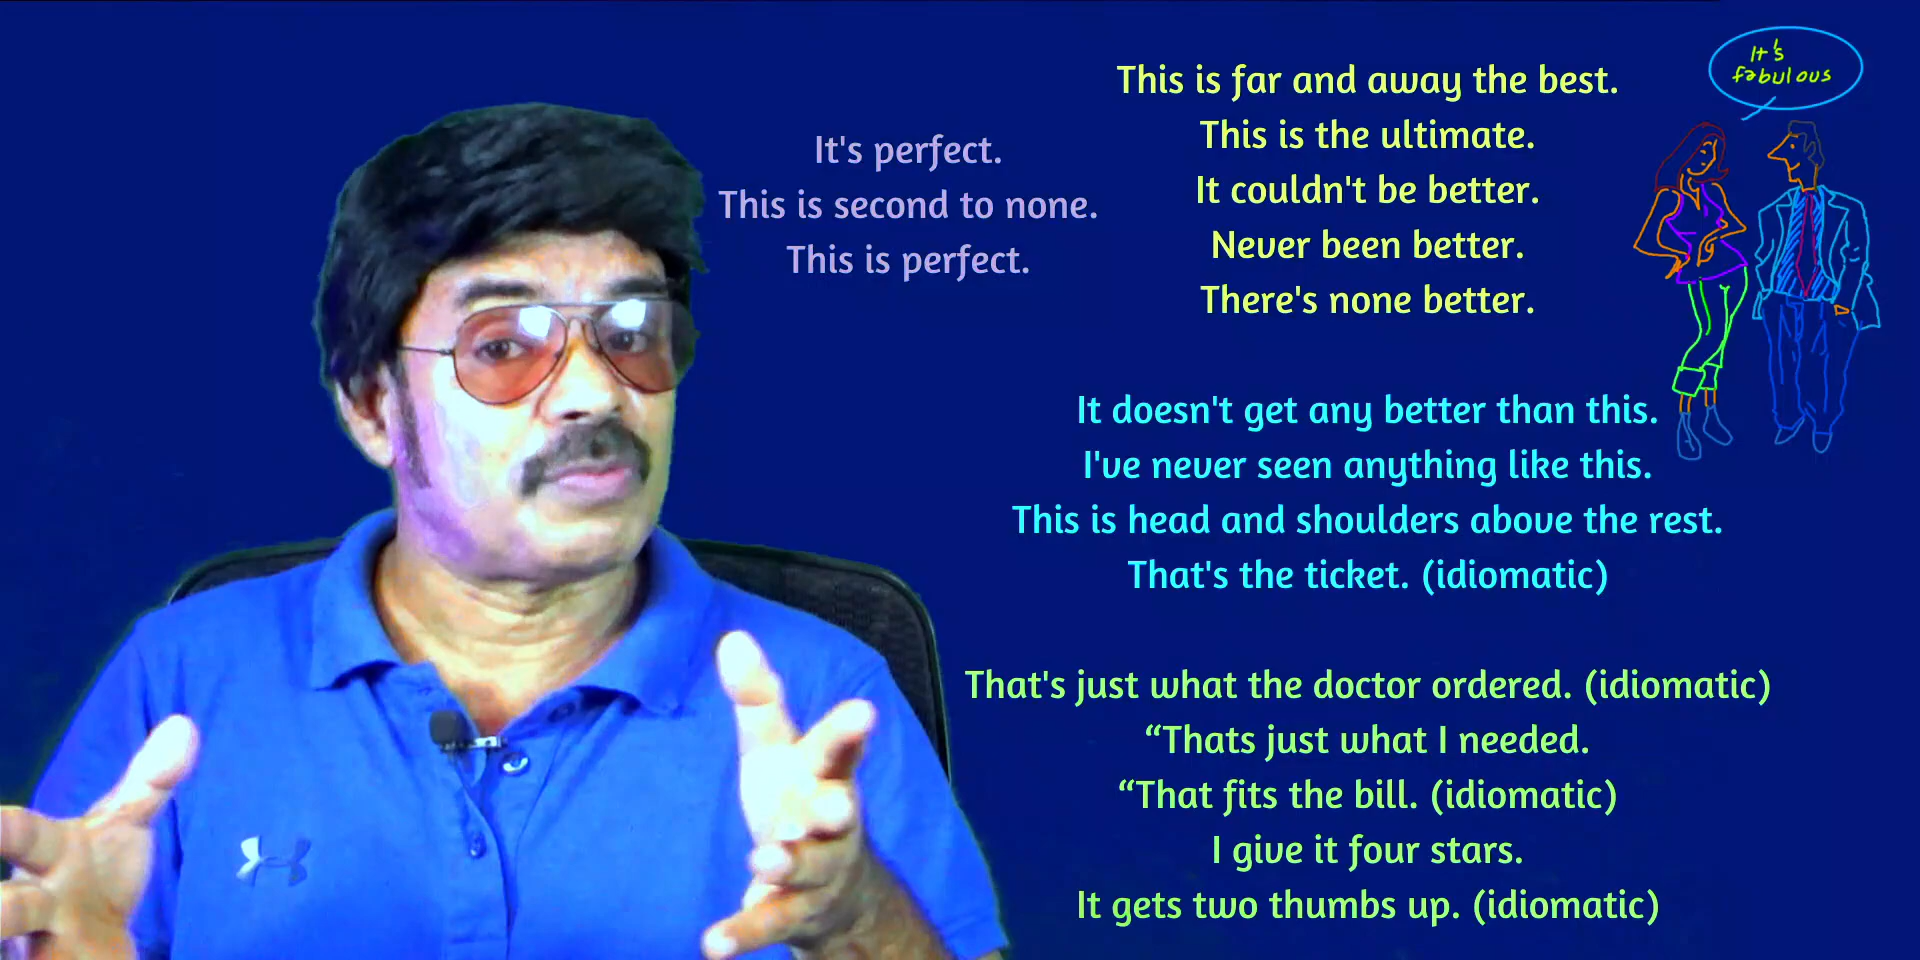 It's perfect.
This is second to none.
This is perfect.
This is far and away the best.
This is the ultimate.
It couldn't be better.
Never been better.
There's none better.
It's
fabulous
It doesn't get any better than this.
I've never seen anything like this.
This is head and shoulders above the rest.
That's the ticket. (idiomatic)
That's just what the doctor ordered. (idiomatic)
“Thats just what I needed.
“That fits the bill. (idiomatic)
I give it four stars.
It gets two thumbs up. (idiomatic)